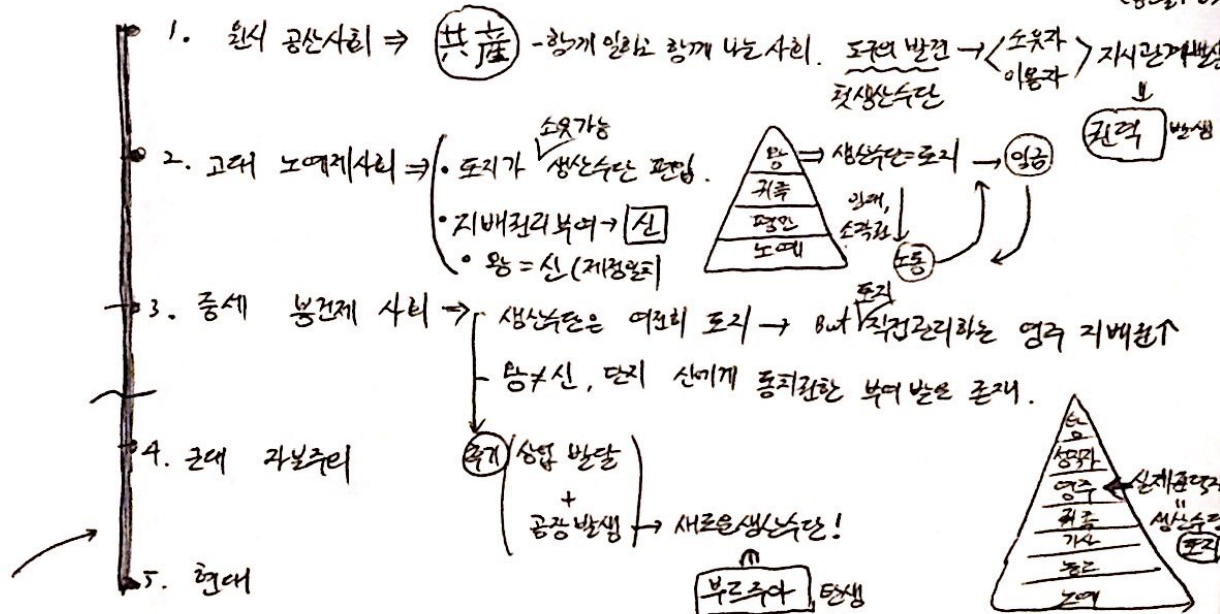 1. 원시 공산사회 ⇒ 共産 - 함께 일하고 함께 나눈 사회. 도구의 발견 → 소유자 이용자 지시관계발생
첫생산수단
권력 발생
2. 고대 노예제사회 ⇒ · 토지가 소유가능 생산수단 편입.
· 지배권리부여 → 신
· 왕 = 신 (제정일치
왕
귀족
평민
노예
⇒ 생산수단 = 토지 → 임금
소작권
노동
3. 중세 봉건제 사회 → 생산수단은 여전히 토지 → But 토지 직접관리하는 영주 지배권↑
- 왕≠신, 단지 신에게 통치권한 부여 받은 존재.
4. 근대 자본주의
후기 상업 발달
+
공장 발생 → 새로운 생산수단!
부르주아 탄생
5. 현대
왕
성직자
영주
귀족
기사
농노
노예
생산수단
토지